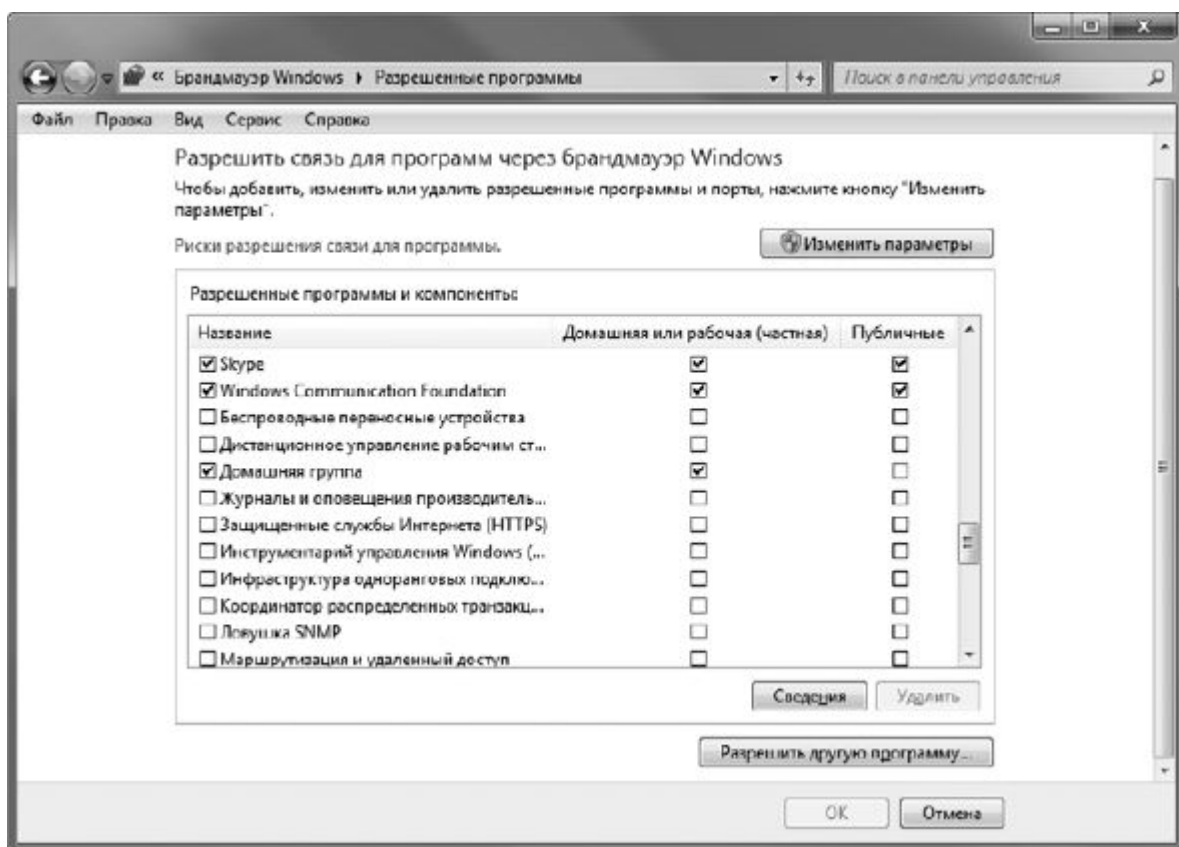 « Брандмауэр Windows Разрешенные программы
Поиск в панели управления
Файл Правка Вид Сервис Справка
Разрешить связь для программ через брандмауэр Windows
Чтобы добавить, изменить или удалить разрешенные программы и порты, нажмите кнопку "Изменить
параметры".
Риски разрешения связи для программы.
Изменить параметры
Разрешенные программы и компоненты:
Название Домашняя или рабочая (частная) Публичные
Skype
Windows Communication Foundation
Беспроводные переносные устройства
Дистанционное управление рабочим ст...
Домашняя группа
Журналы и оповещения производитель...
Защищенные службы Интернета (HTTPS)
Инструментарий управления Windows (...
Инфраструктура одноранговых подклю...
Координатор распределенных транзакц...
Ловушка SNMP
Маршрутизация и удаленный доступ
Сведения Удалить
Разрешить другую программу...
OK Отмена